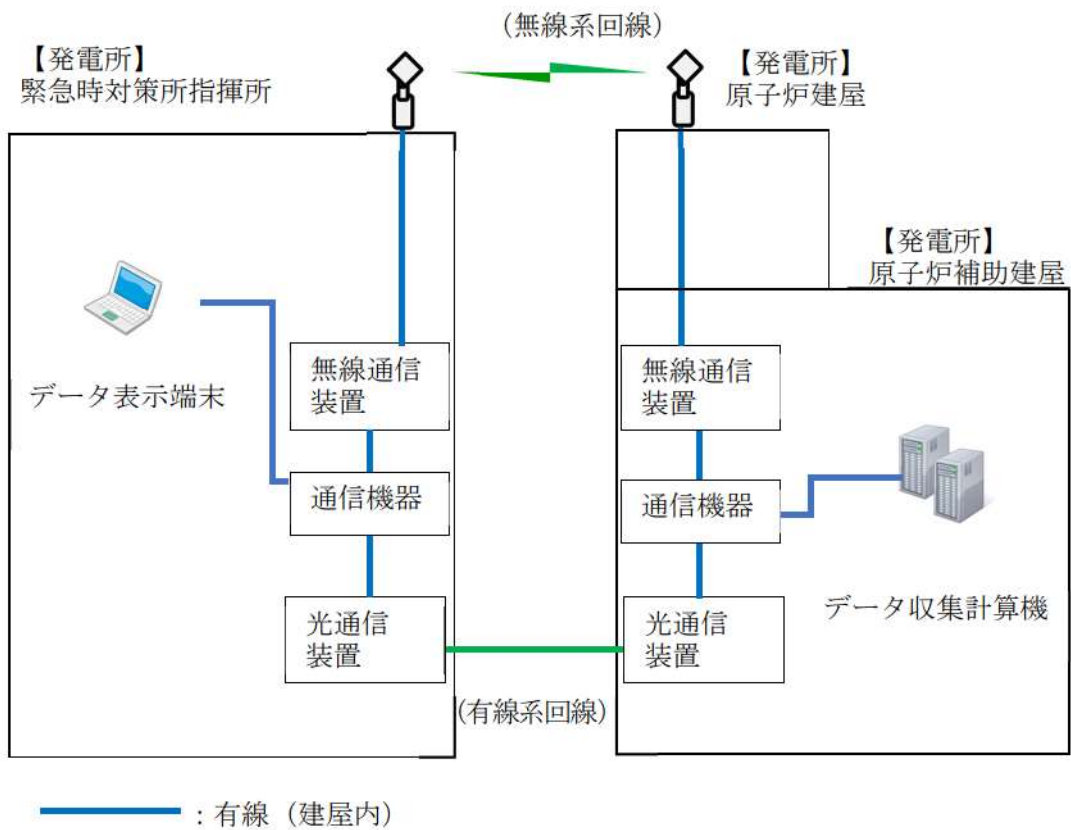 (無線系回線)
【発電所】
緊急時対策所指揮所
【発電所】
原子炉建屋
【発電所】
原子炉補助建屋
データ表示端末
無線通信
装置
通信機器
光通信
装置
無線通信
装置
通信機器
光通信
装置
データ収集計算機
(有線系回線)
：有線（建屋内）